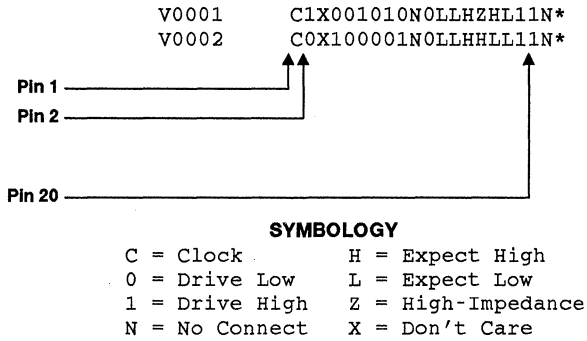 V0001 C1X001010N0LLHZHL11N*
V0002 C0X100001N0LLHHLL11N*
Pin 1
Pin 2
Pin 20
SYMBOLOGY
C = Clock H = Expect High
0 = Drive Low L = Expect Low
1 = Drive High Z = High-Impedance
N = No Connect X = Don't Care